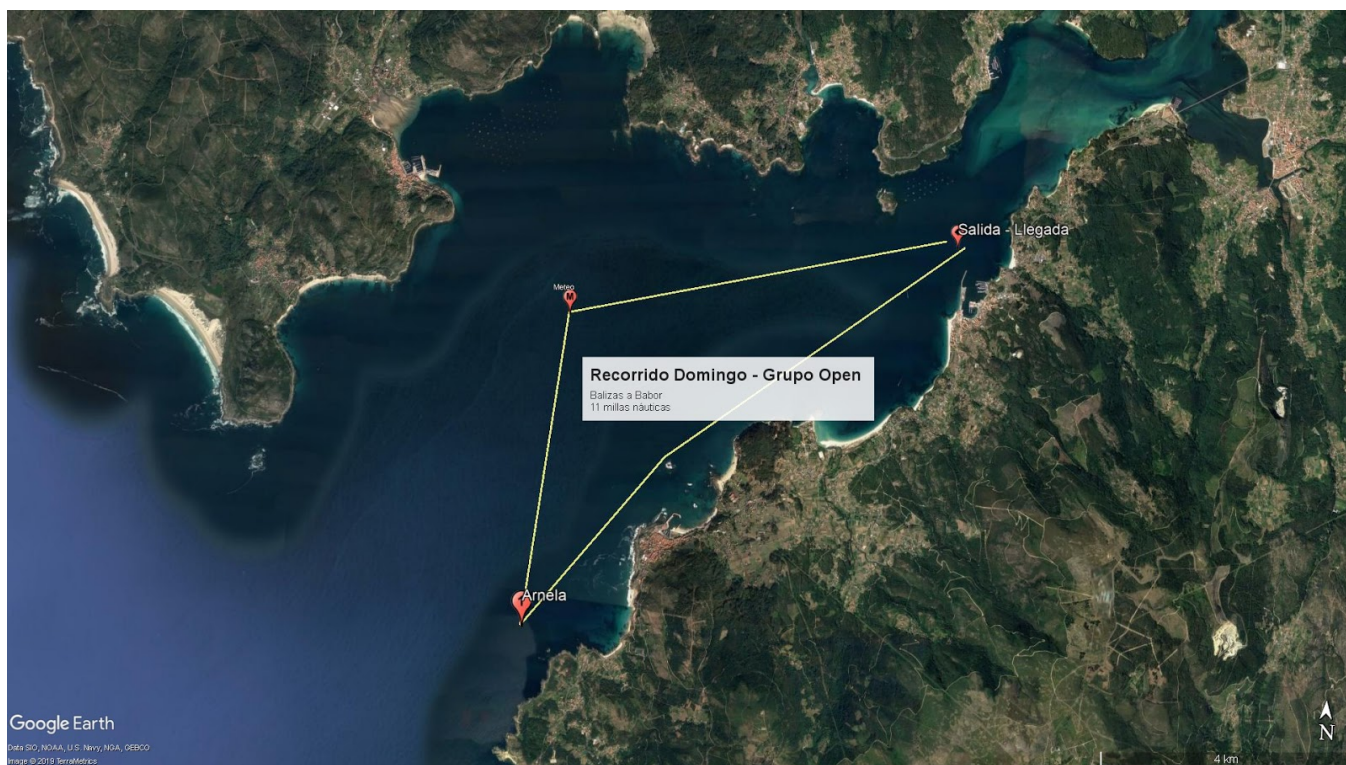 Salida - Llegada
Meteo
M
Recorrido Domingo - Grupo Open
Balizas a Babor
11 millas náuticas
Arnela
Google Earth
Data SIO, NOAA, U.S. Navy, NGA, GEBCO
Image © 2019 TerraMetrics
N
4 km